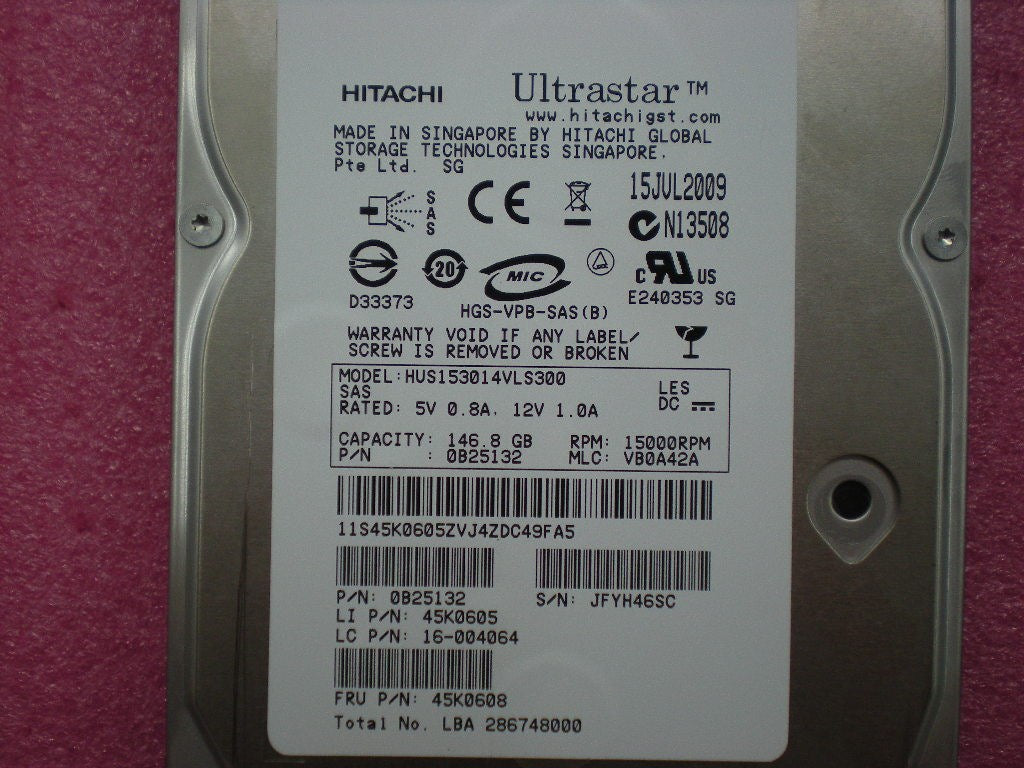 HITACHI Ultrastar™
www.hitachigst.com
MADE IN SINGAPORE BY HITACHI GLOBAL
STORAGE TECHNOLOGIES SINGAPORE.
Pte Ltd. SG
SAS CE 15JUL2009
N13508
20 MIC c RU US
D33373 HGS-VPB-SAS(B) E240353 SG
WARRANTY VOID IF ANY LABEL/
SCREW IS REMOVED OR BROKEN
MODEL:HUS153014VLS300
SAS LES
RATED: 5V 0.8A, 12V 1.0A DC
CAPACITY: 146.8 GB RPM: 15000RPM
P/N : 0B25132 MLC: VB0A42A
11S45K0605ZVJ4ZDC49FA5
P/N: 0B25132 S/N: JFYH46SC
LI P/N: 45K0605
LC P/N: 16-004064
FRU P/N: 45K0608
Total No. LBA 286748000